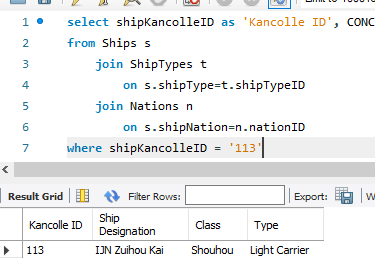 Limit to 1000
1 select shipKancolleID as 'Kancolle ID', CONC
2 from Ships s
3 join ShipTypes t
4 on s.shipType=t.shipTypeID
5 join Nations n
6 on s.shipNation=n.nationID
7 where shipKancolleID = '113'
Result Grid Filter Rows: Export:
Kancolle ID Ship Designation Class Type
113 IJN Zuihou Kai Shouhou Light Carrier